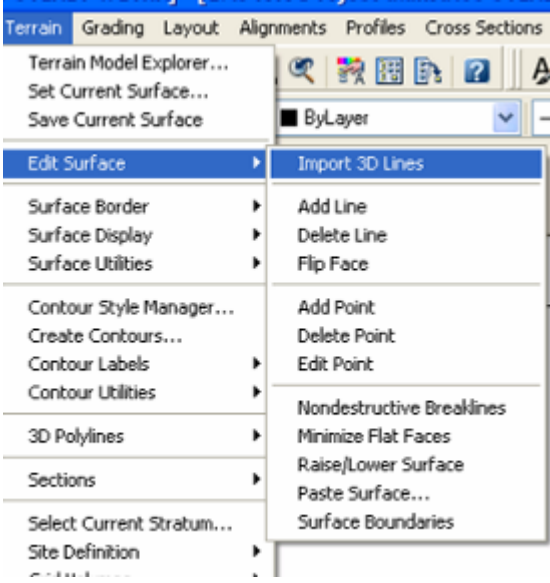 Terrain Grading Layout Alignments Profiles Cross Sections
Terrain Model Explorer...
Set Current Surface...
Save Current Surface
ByLayer
Edit Surface
Import 3D Lines
Surface Border
Surface Display
Surface Utilities
Add Line
Delete Line
Flip Face
Contour Style Manager...
Create Contours...
Contour Labels
Contour Utilities
Add Point
Delete Point
Edit Point
3D Polylines
Sections
Nondestructive Breaklines
Minimize Flat Faces
Raise/Lower Surface
Paste Surface...
Surface Boundaries
Select Current Stratum...
Site Definition